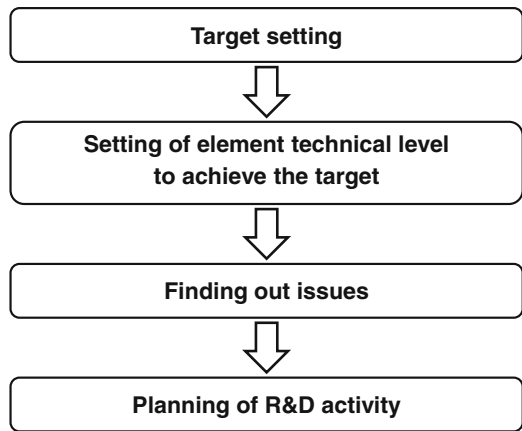 Target setting
Setting of element technical level
to achieve the target
Finding out issues
Planning of R&D activity